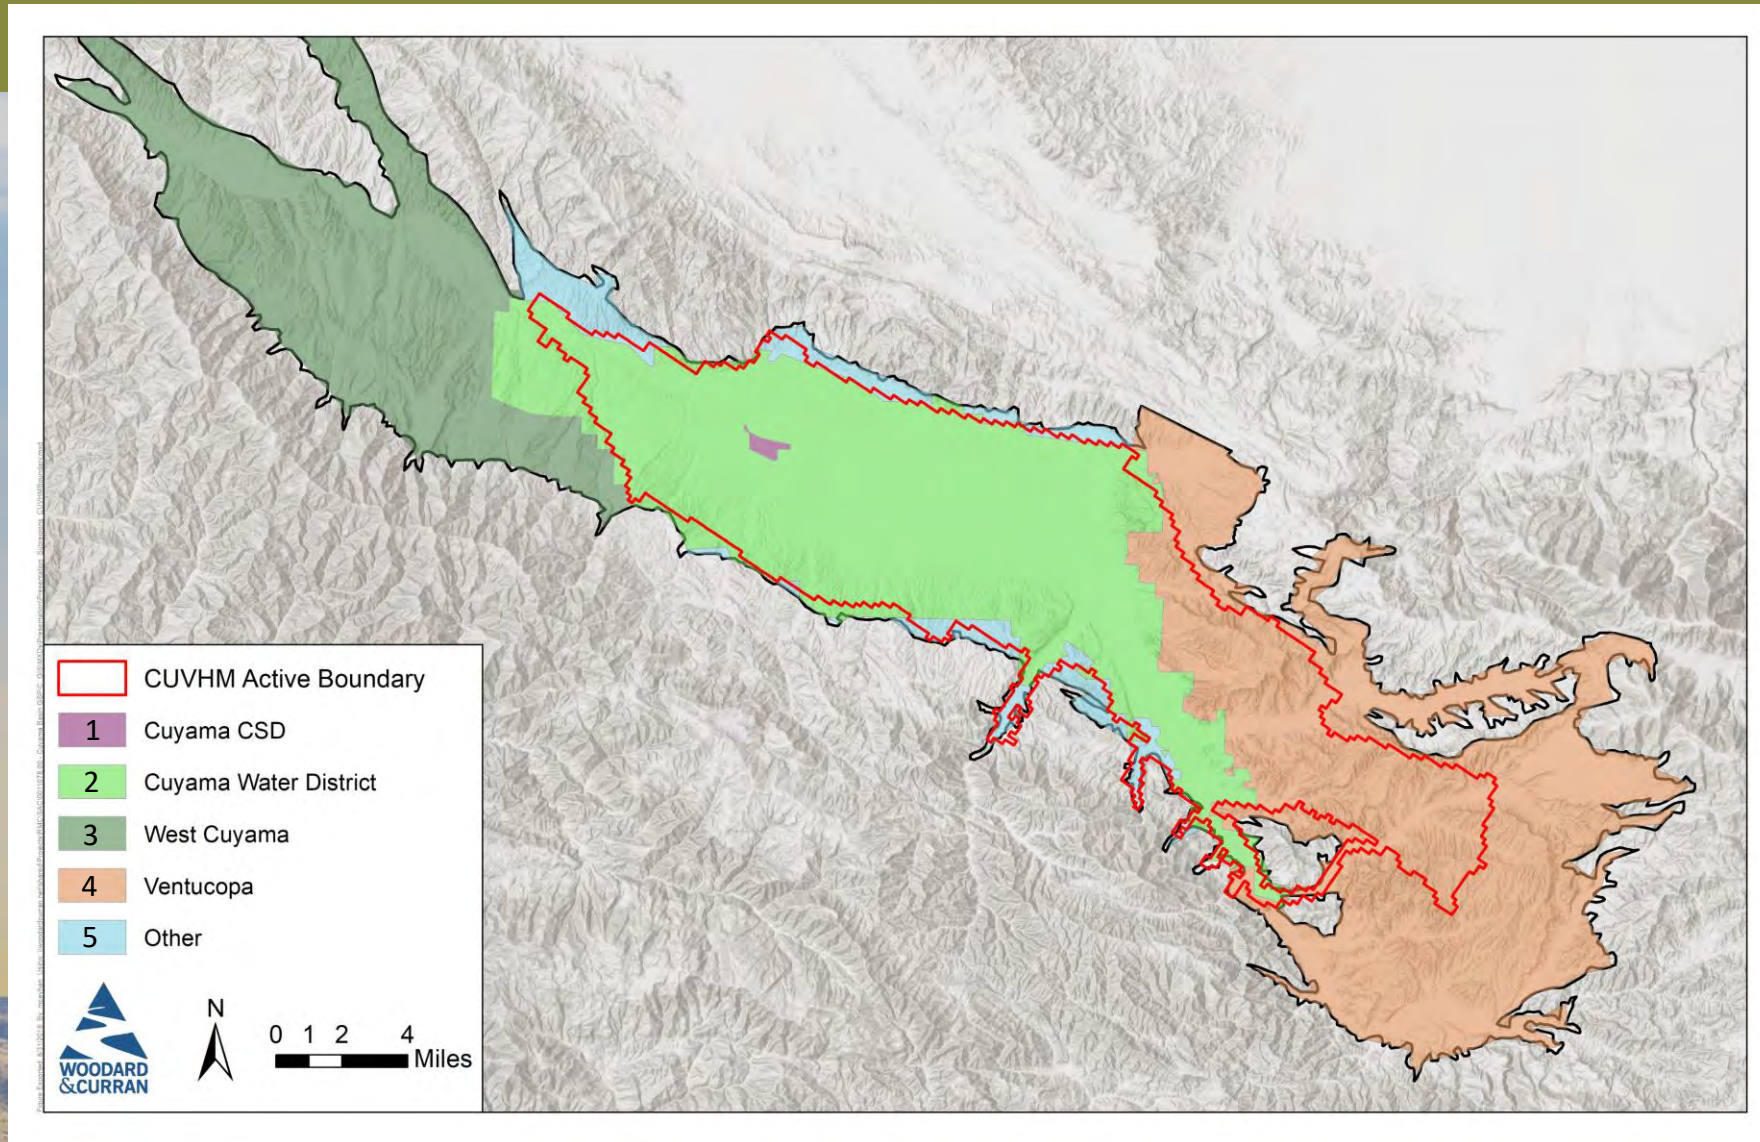 CUVHM Active Boundary
1 Cuyama CSD
2 Cuyama Water District
3 West Cuyama
4 Ventucopa
5 Other
WOODARD
&CURRAN
N
0 1 2 4
Miles